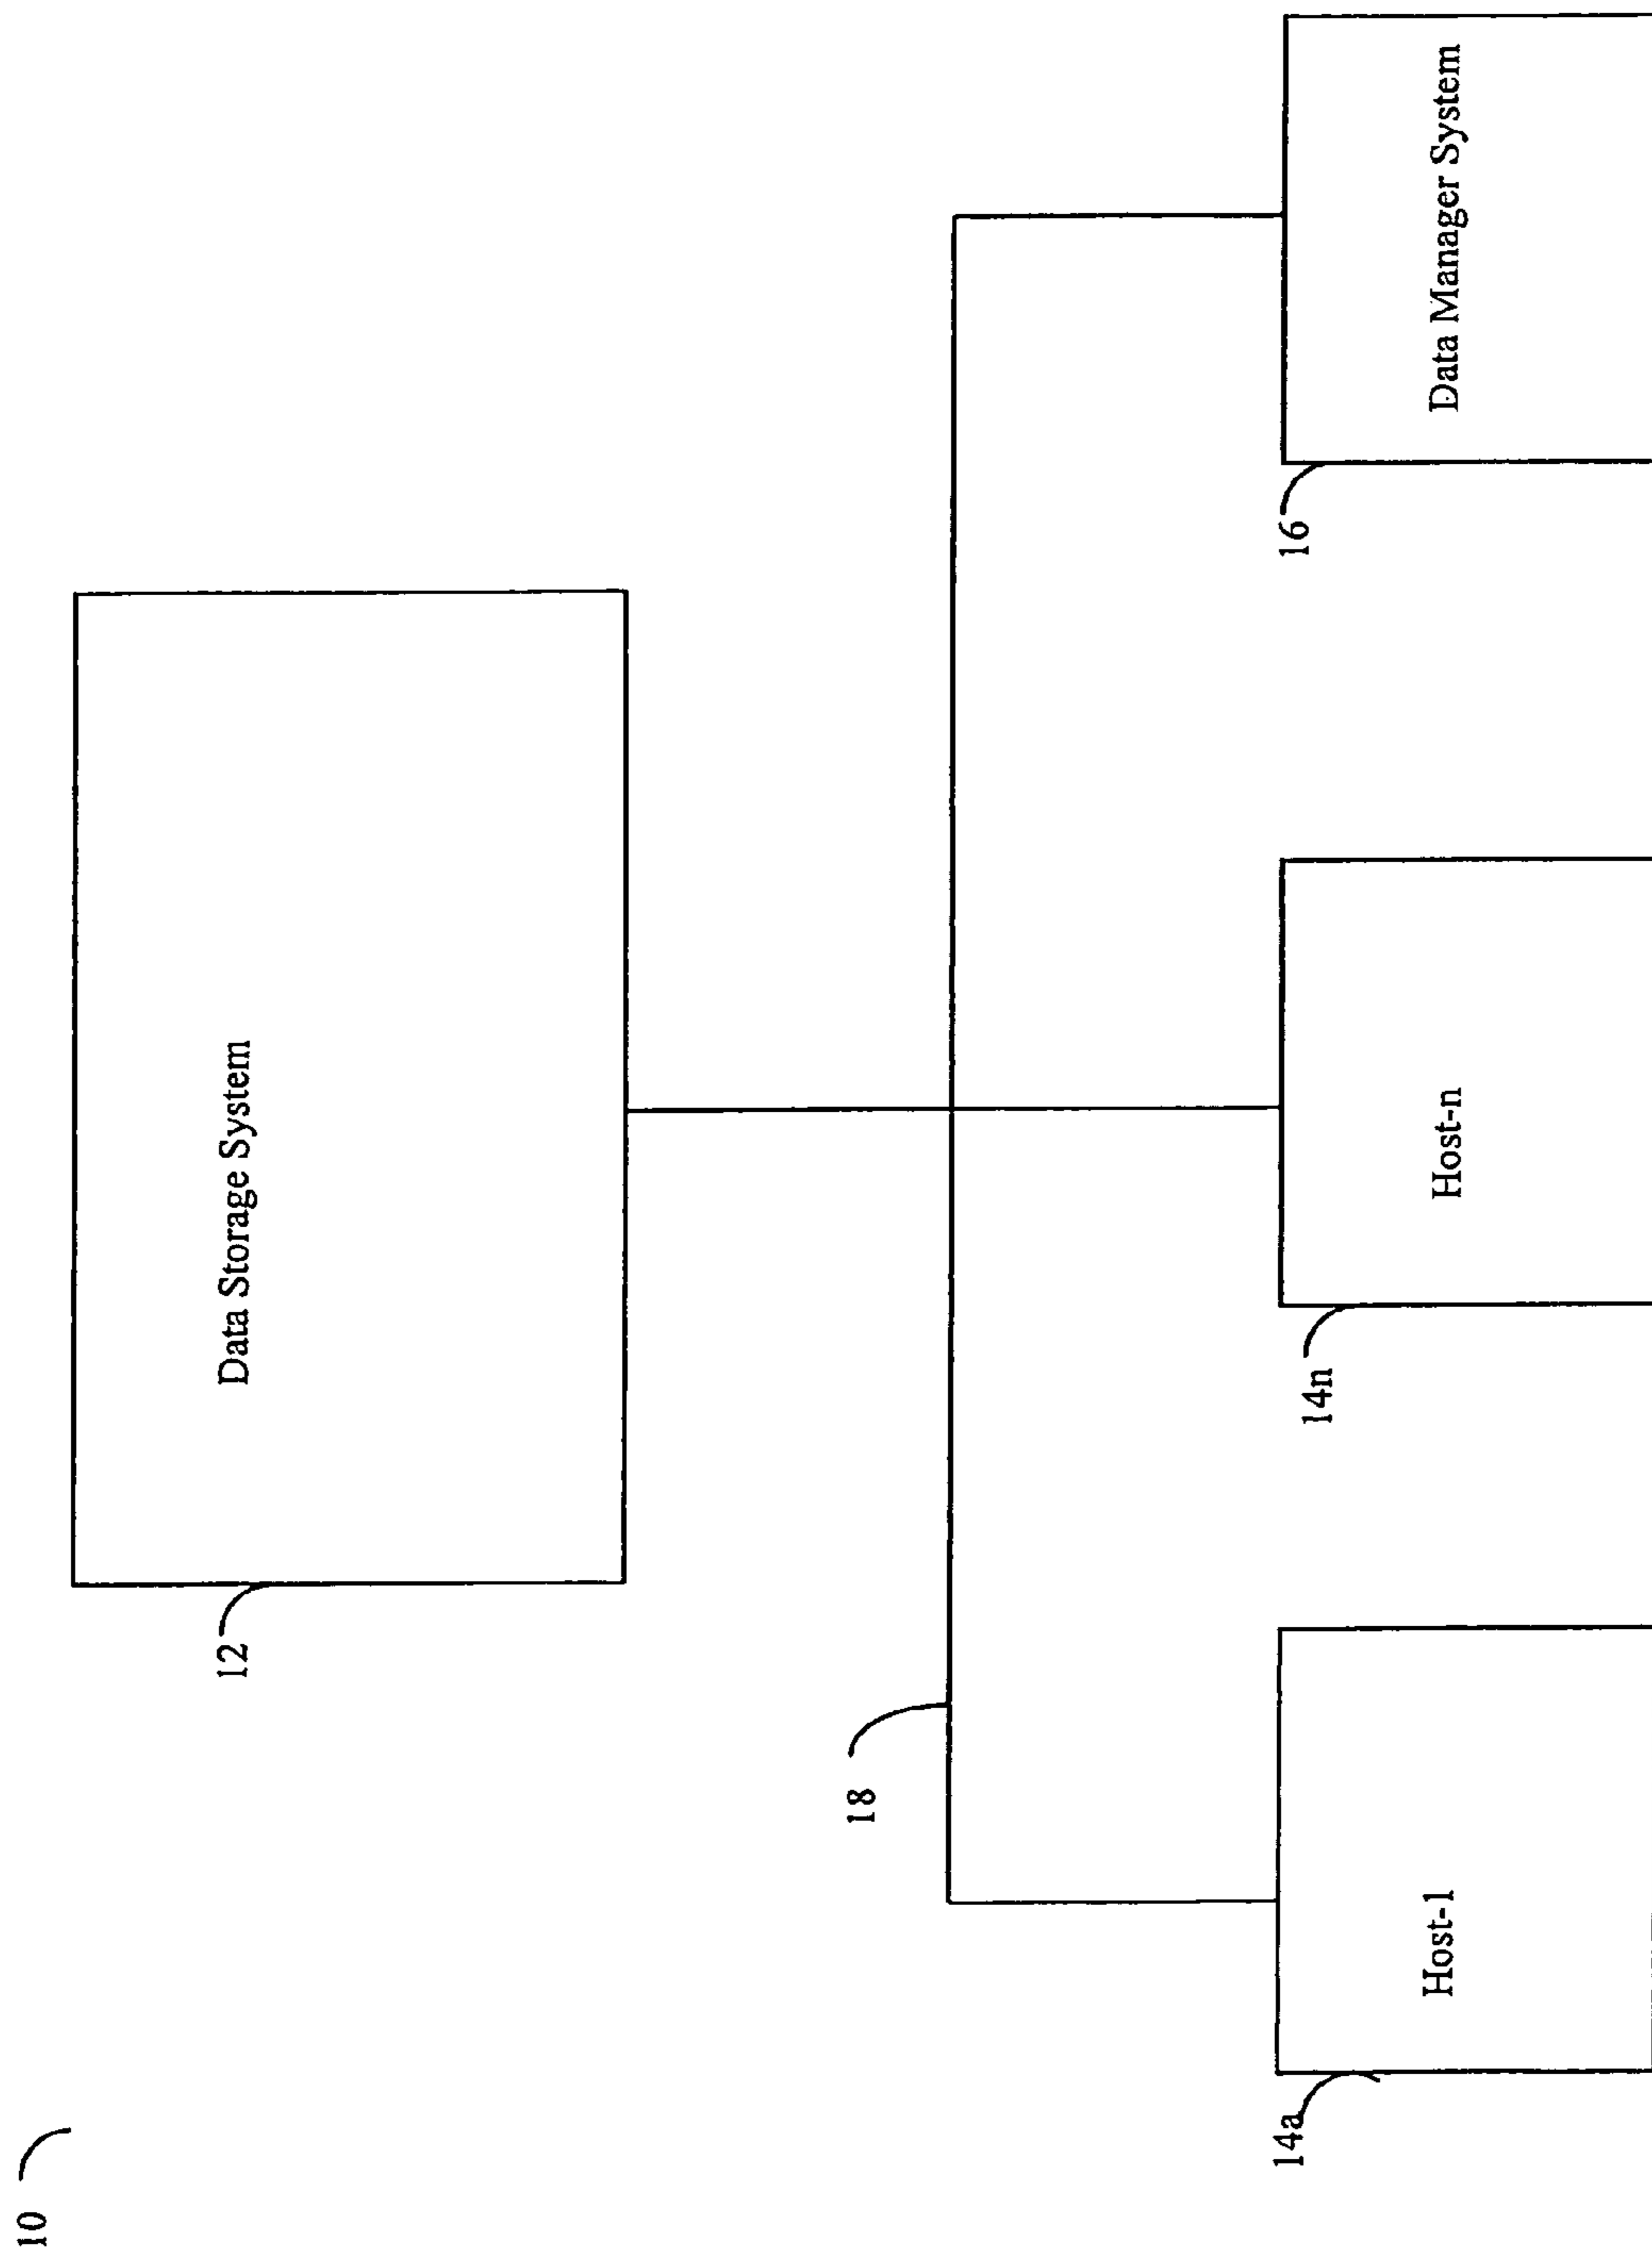 10
Data Storage System
12
18
Host-1
14a
Host-n
14n
Data Manager System
16